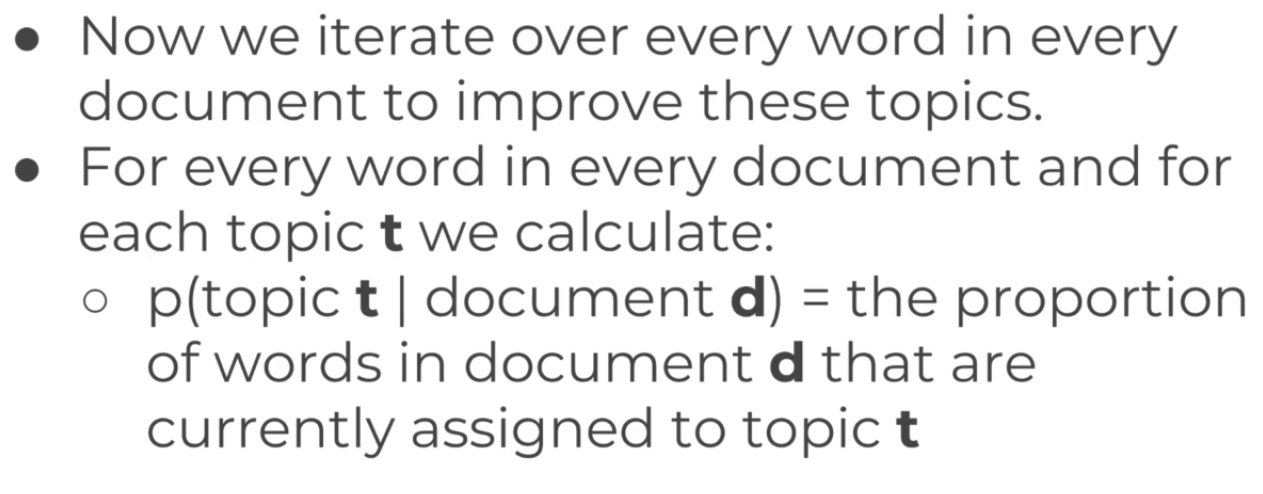 ● Now we iterate over every word in every
document to improve these topics.
● For every word in every document and for
each topic t we calculate:
○ p(topic t | document d) = the proportion
of words in document d that are
currently assigned to topic t